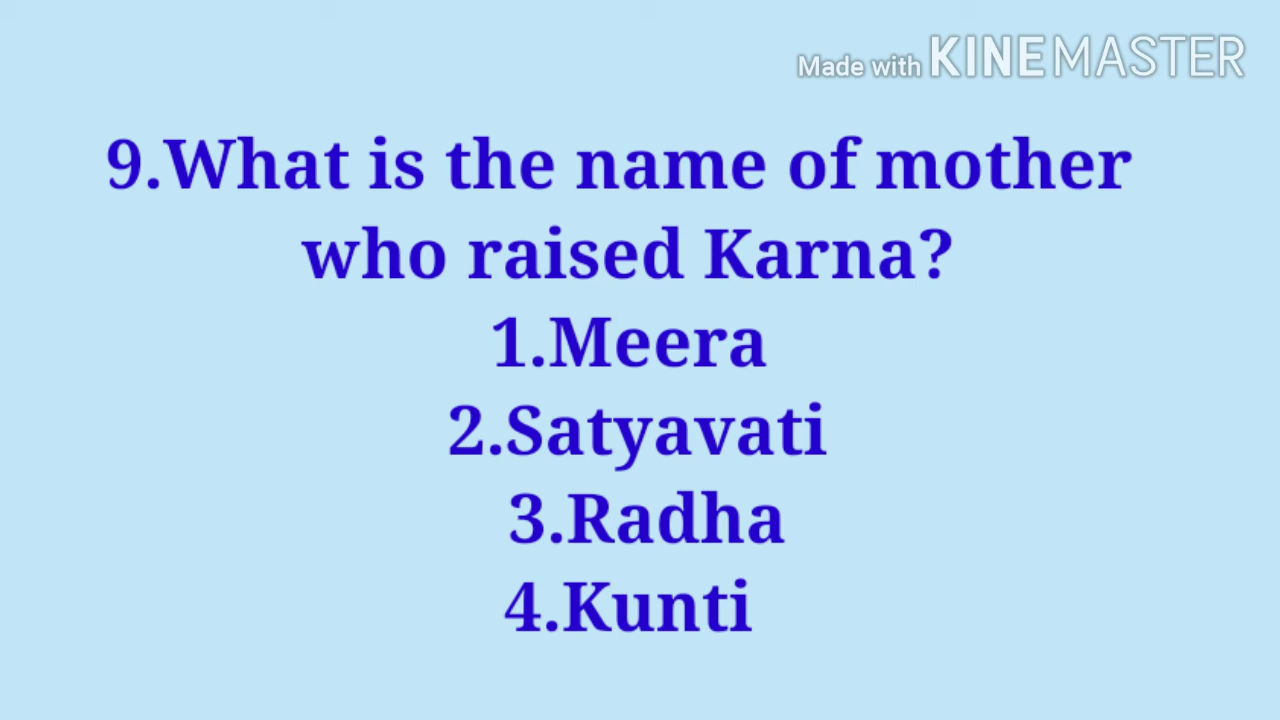 Made with KINEMASTER
9.What is the name of mother
who raised Karna?
1.Meera
2.Satyavati
3.Radha
4.Kunti